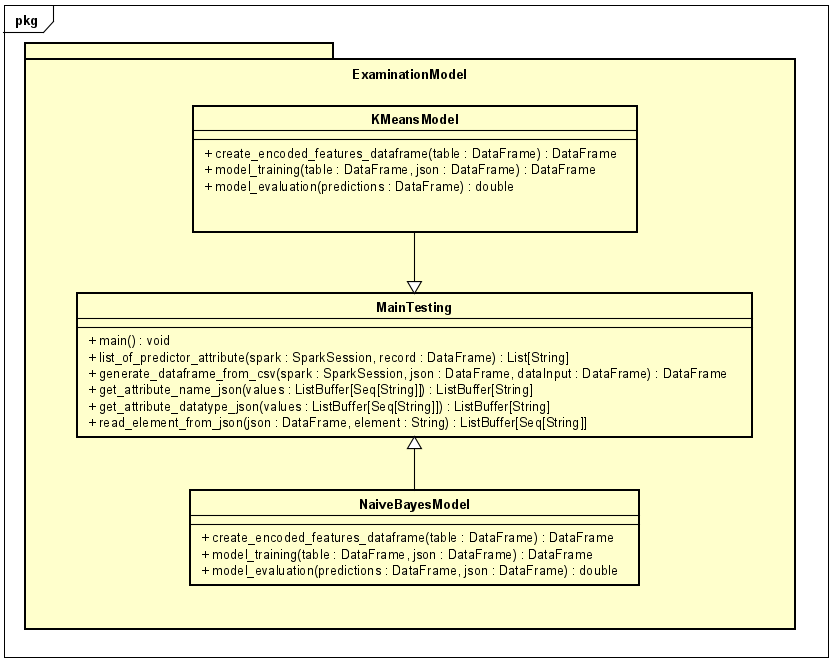 pkg
ExaminationModel
KMeansModel
+ create_encoded_features_dataframe(table : DataFrame) : DataFrame
+ model_training(table : DataFrame, json : DataFrame) : DataFrame
+ model_evaluation(predictions : DataFrame) : double
MainTesting
+ main() : void
+ list_of_predictor_attribute(spark : SparkSession, record : DataFrame) : List[String]
+ generate_dataframe_from_csv(spark : SparkSession, json : DataFrame, dataInput : DataFrame) : DataFrame
+ get_attribute_name_json(values : ListBuffer[Seq[String]]) : ListBuffer[String]
+ get_attribute_datatype_json(values : ListBuffer[Seq[String]]) : ListBuffer[String]
+ read_element_from_json(json : DataFrame, element : String) : ListBuffer[Seq[String]]
NaiveBayesModel
+ create_encoded_features_dataframe(table : DataFrame) : DataFrame
+ model_training(table : DataFrame, json : DataFrame) : DataFrame
+ model_evaluation(predictions : DataFrame, json : DataFrame) : double